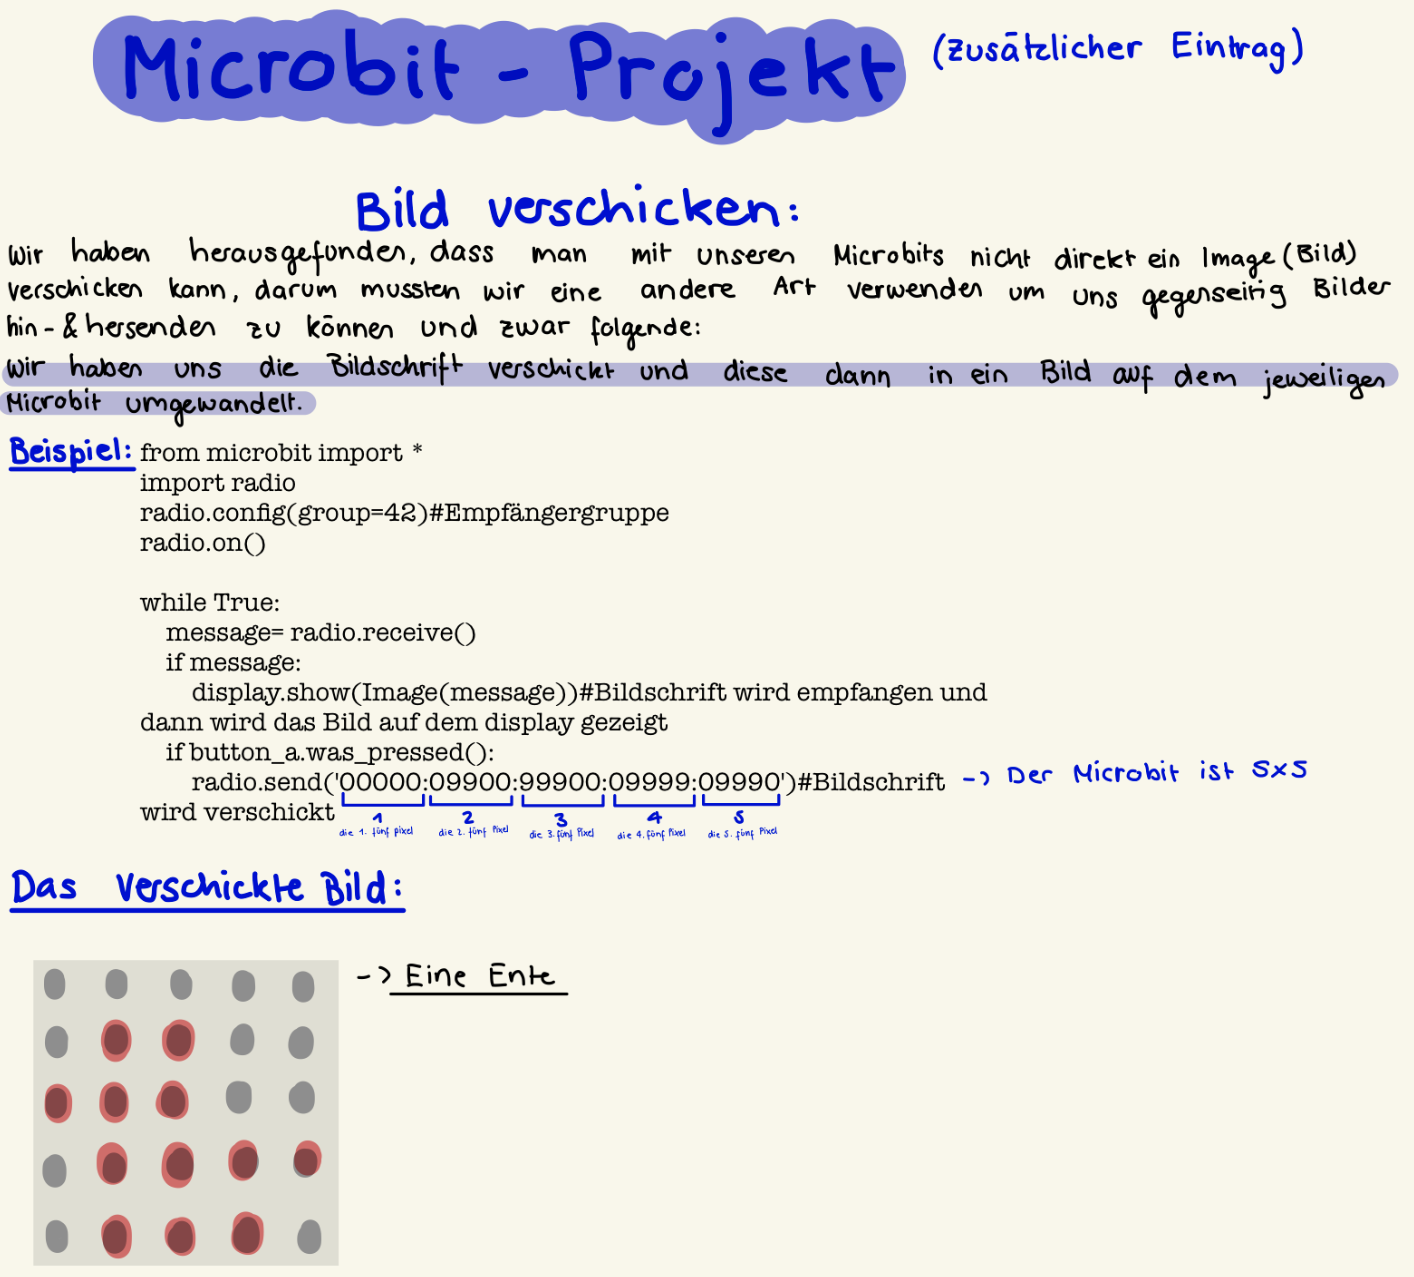 Microbit - Projekt (zusätzlicher Eintrag)
Bild verschicken:
Wir haben herausgefunden, dass man mit unseren Microbits nicht direkt ein Image (Bild)
verschicken kann, darum mussten wir eine andere Art verwenden um uns gegenseitig Bilder
hin- & hersenden zu können und zwar folgende:
Wir haben uns die Bildschrift verschickt und diese dann in ein Bild auf dem jeweiligen
Microbit umgewandelt.
Beispiel: from microbit import *
import radio
radio.config(group=42)#Empfängergruppe
radio.on()
while True:
message= radio.receive()
if message:
display.show(Image(message))#Bildschrift wird empfangen und
dann wird das Bild auf dem display gezeigt
if button_a.was_pressed():
radio.send('00000:09900:99900:09999:09990')#Bildschrift -> Der Microbit ist 5x5
wird verschickt
1 2 3 4 5
die 1. fünf Pixel die 2. fünf Pixel die 3. fünf Pixel die 4. fünf Pixel die 5. fünf Pixel
Das Verschickte Bild:
-> Eine Ente